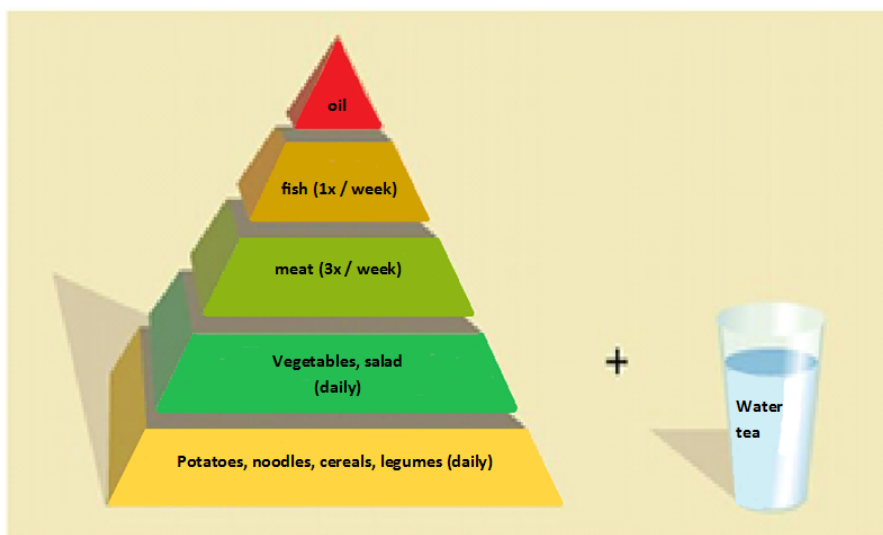 oil
fish (1x / week)
meat (3x / week)
Vegetables, salad
(daily)
Potatoes, noodles, cereals, legumes (daily)
+
Water
tea